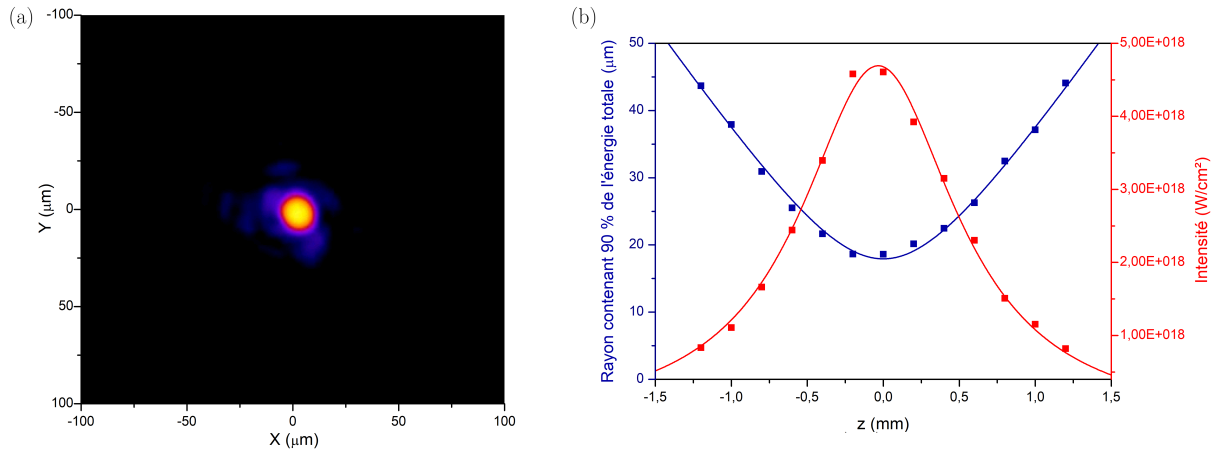 (a)
-100
-50
0
50
100
Y (μm)
-100
-50
0
50
100
X (μm)
(b)
50
40
30
20
10
0
Rayon contenant 90 % de l'énergie totale (μm)
5,00E+018
4,00E+018
3,00E+018
2,00E+018
1,00E+018
Intensité (W/cm²)
-1,5
-1,0
-0,5
0,0
0,5
1,0
1,5
z (mm)